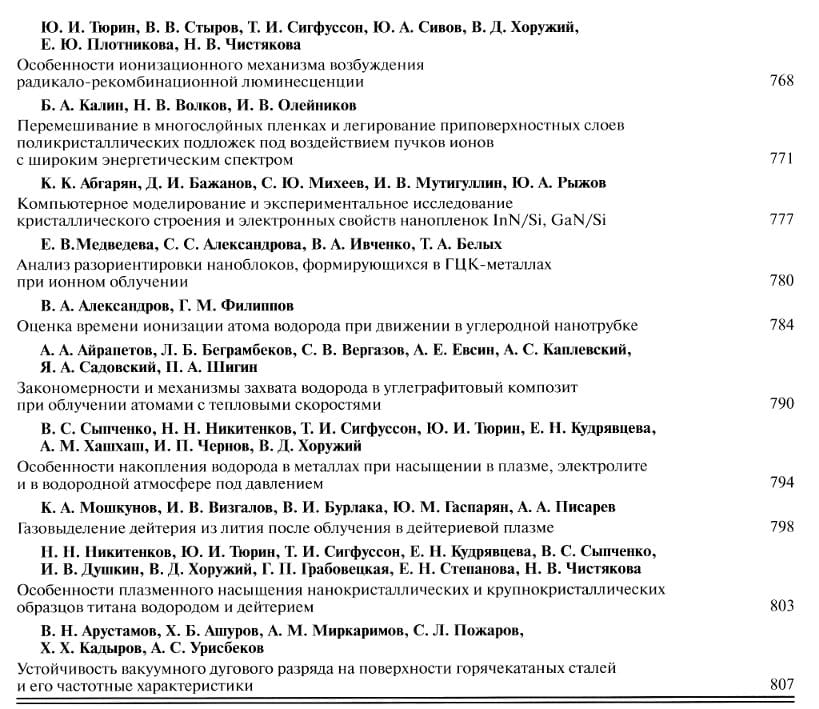 Ю. И. Тюрин, В. В. Стыров, Т. И. Сигфуссон, Ю. А. Сивов, В. Д. Хоружий,
Е. Ю. Плотникова, Н. В. Чистякова
Особенности ионизационного механизма возбуждения
радикало-рекомбинационной люминесценции 768
Б. А. Калин, Н. В. Волков, И. В. Олейников
Перемешивание в многослойных пленках и легирование приповерхностных слоев
поликристаллических подложек под воздействием пучков ионов
с широким энергетическим спектром 771
К. К. Абгарян, Д. И. Бажанов, С. Ю. Михеев, И. В. Мутигуллин, Ю. А. Рыжов
Компьютерное моделирование и экспериментальное исследование
кристаллического строения и электронных свойств нанопленок InN/Si, GaN/Si 777
Е. В.Медведева, С. С. Александрова, В. А. Ивченко, Т. А. Белых
Анализ разориентировки наноблоков, формирующихся в ГЦК-металлах
при ионном облучении 780
В. А. Александров, Г. М. Филиппов
Оценка времени ионизации атома водорода при движении в углеродной нанотрубке 784
А. А. Айрапетов, Л. Б. Беграмбеков, С. В. Вергазов, А. Е. Евсин, А. С. Каплевский,
Я. А. Садовский, П. А. Шигин
Закономерности и механизмы захвата водорода в углеграфитовый композит
при облучении атомами с тепловыми скоростями 790
В. С. Сыпченко, Н. Н. Никитенков, Т. И. Сигфуссон, Ю. И. Тюрин, Е. Н. Кудрявцева,
А. М. Хашхаш, И. П. Чернов, В. Д. Хоружий
Особенности накопления водорода в металлах при насыщении в плазме, электролите
и в водородной атмосфере под давлением 794
К. А. Мошкунов, И. В. Визгалов, В. И. Бурлака, Ю. М. Гаспарян, А. А. Писарев
Газовыделение дейтерия из лития после облучения в дейтериевой плазме 798
Н. Н. Никитенков, Ю. И. Тюрин, Т. И. Сигфуссон, Е. Н. Кудрявцева, В. С. Сыпченко,
И. В. Душкин, В. Д. Хоружий, Г. П. Грабовецкая, Е. Н. Степанова, Н. В. Чистякова
Особенности плазменного насыщения нанокристаллических и крупнокристаллических
образцов титана водородом и дейтерием 803
В. Н. Арустамов, Х. Б. Ашуров, А. М. Миркаримов, С. Л. Пожаров,
Х. Х. Кадыров, А. С. Урисбеков
Устойчивость вакуумного дугового разряда на поверхности горячекатаных сталей
и его частотные характеристики 807